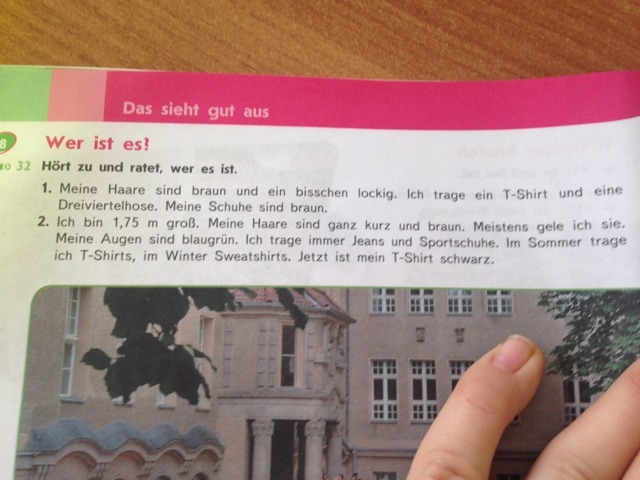 Das sieht gut aus
8 Wer ist es?
32 Hört zu und ratet, wer es ist.
1. Meine Haare sind braun und ein bisschen lockig. Ich trage ein T-Shirt und eine
Dreiviertelhose. Meine Schuhe sind braun.
2. Ich bin 1,75 m groß. Meine Haare sind ganz kurz und braun. Meistens gele ich sie.
Meine Augen sind blaugrün. Ich trage immer Jeans und Sportschuhe. Im Sommer trage
ich T-Shirts, im Winter Sweatshirts. Jetzt ist mein T-Shirt schwarz.